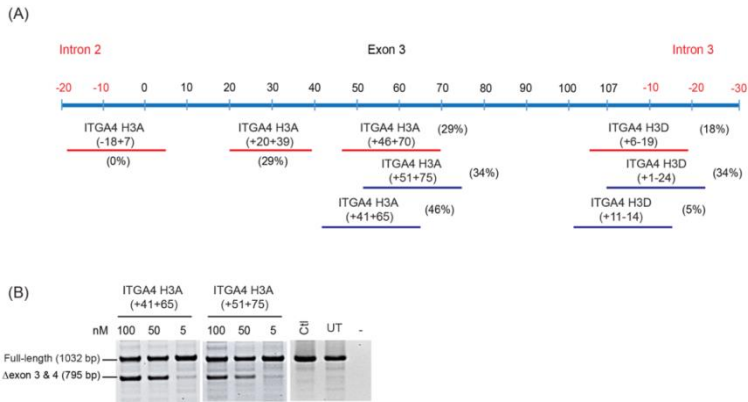 (A)
Intron 2 Exon 3 Intron 3
-20 -10 0 10 20 30 40 50 60 70 80 90 100 107 -10 -20 -30
ITGA4 H3A ITGA4 H3A ITGA4 H3A (29%) ITGA4 H3D (18%)
(-18+7) (+20+39) (+46+70) (+6-19)
(0%) (29%) ITGA4 H3A (34%) ITGA4 H3D (34%)
(+51+75) (+1-24)
ITGA4 H3A (46%) ITGA4 H3D (5%)
(+41+65) (+11-14)
(B)
ITGA4 H3A ITGA4 H3A
(+41+65) (+51+75)
nM 100 50 5 100 50 5 Ctl UT -
Full-length (1032 bp)
Δexon 3 & 4 (795 bp)